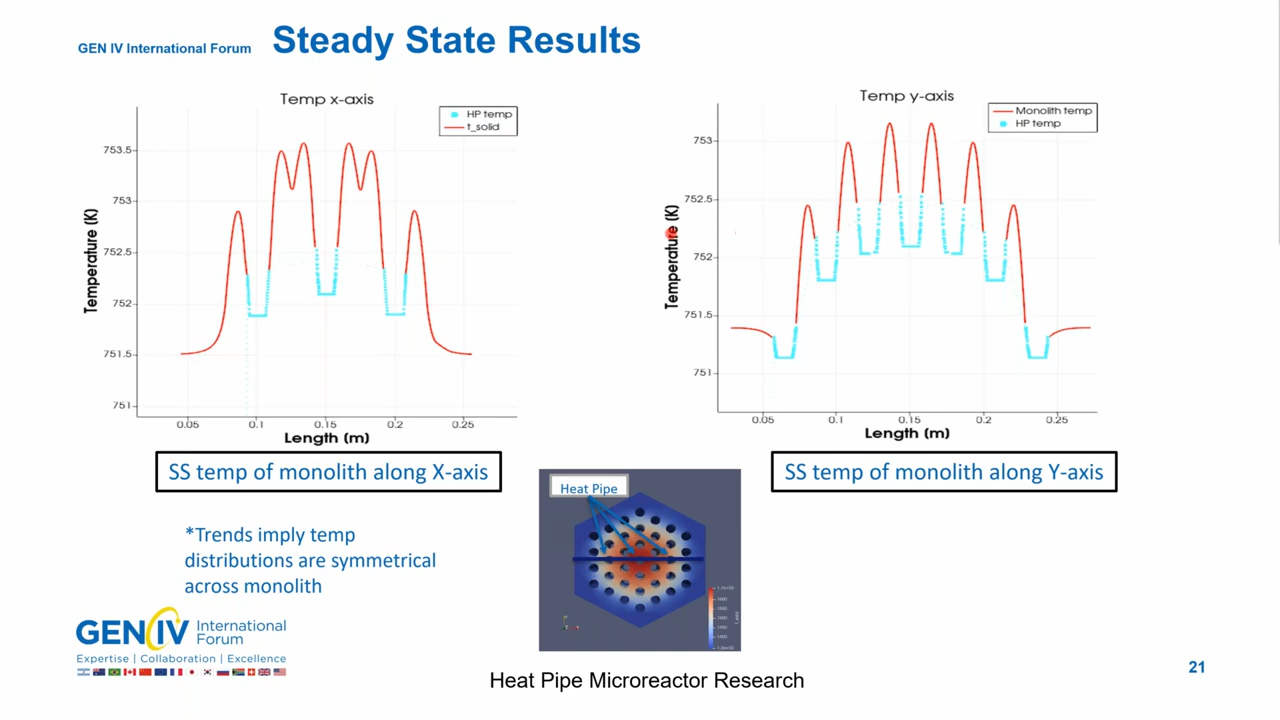 GEN IV International Forum
Steady State Results
Temp x-axis
HP temp
t_solid
753.5
753
752.5
752
751.5
751
Temperature (K)
0.05
0.1
0.15
0.2
0.25
Length (m)
SS temp of monolith along X-axis
Temp y-axis
Monolith temp
HP temp
753
752.5
752
751.5
751
Temperature (K)
0.05
0.1
0.15
0.2
0.25
Length (m)
SS temp of monolith along Y-axis
Heat Pipe
*Trends imply temp
distributions are symmetrical
across monolith
GENIV International
Forum
Expertise | Collaboration | Excellence
Heat Pipe Microreactor Research
21